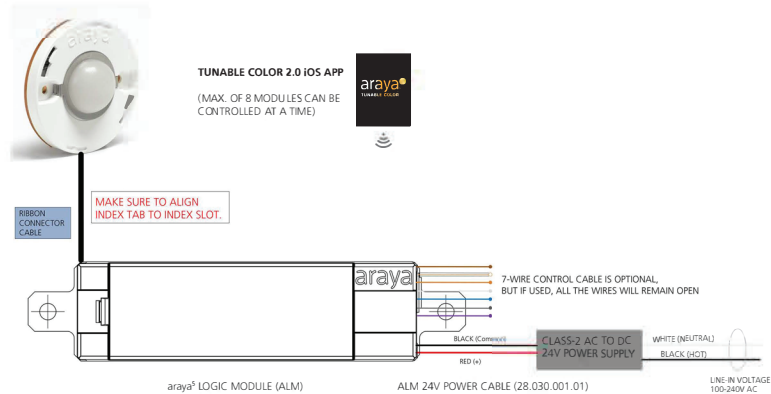 araya
TUNABLE COLOR 2.0 iOS APP
(MAX. OF 8 MODULES CAN BE
CONTROLLED AT A TIME)
araya5
TUNABLE COLOR
RIBBON
CONNECTOR
CABLE
MAKE SURE TO ALIGN
INDEX TAB TO INDEX SLOT.
araya
7-WIRE CONTROL CABLE IS OPTIONAL,
BUT IF USED, ALL THE WIRES WILL REMAIN OPEN
BLACK (Common)
RED (+)
CLASS-2 AC TO DC
24V POWER SUPPLY
WHITE (NEUTRAL)
BLACK (HOT)
LINE-IN VOLTAGE
100-240V AC
araya⁵ LOGIC MODULE (ALM)
ALM 24V POWER CABLE (28.030.001.01)